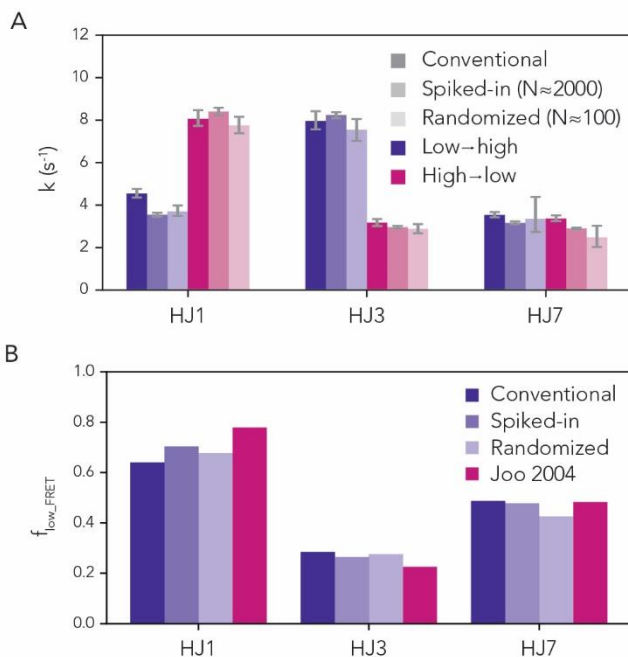 A
12
10
8
6
4
2
0
k (s⁻¹)
Conventional
Spiked-in (N≈2000)
Randomized (N≈100)
Low→high
High→low
HJ1 HJ3 HJ7
B
1.0
0.8
0.6
0.4
0.2
0.0
f_low_FRET
Conventional
Spiked-in
Randomized
Joo 2004
HJ1 HJ3 HJ7